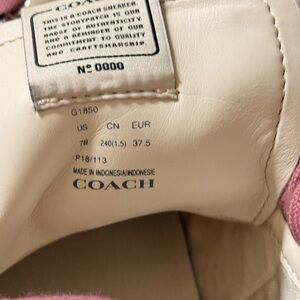 COACH
THIS IS A COACH SNEAKER.
THE STORYPATCH IS OUR
BADGE OF AUTHENTICITY
AND A REMINDER OF OUR
COMMITMENT TO QUALITY
AND CRAFTSMANSHIP.
Nº 0000
G1850
US CN EUR
7B 240(1.5) 37.5
P18/113
MADE IN INDONESIA/INDONESIE
COACH